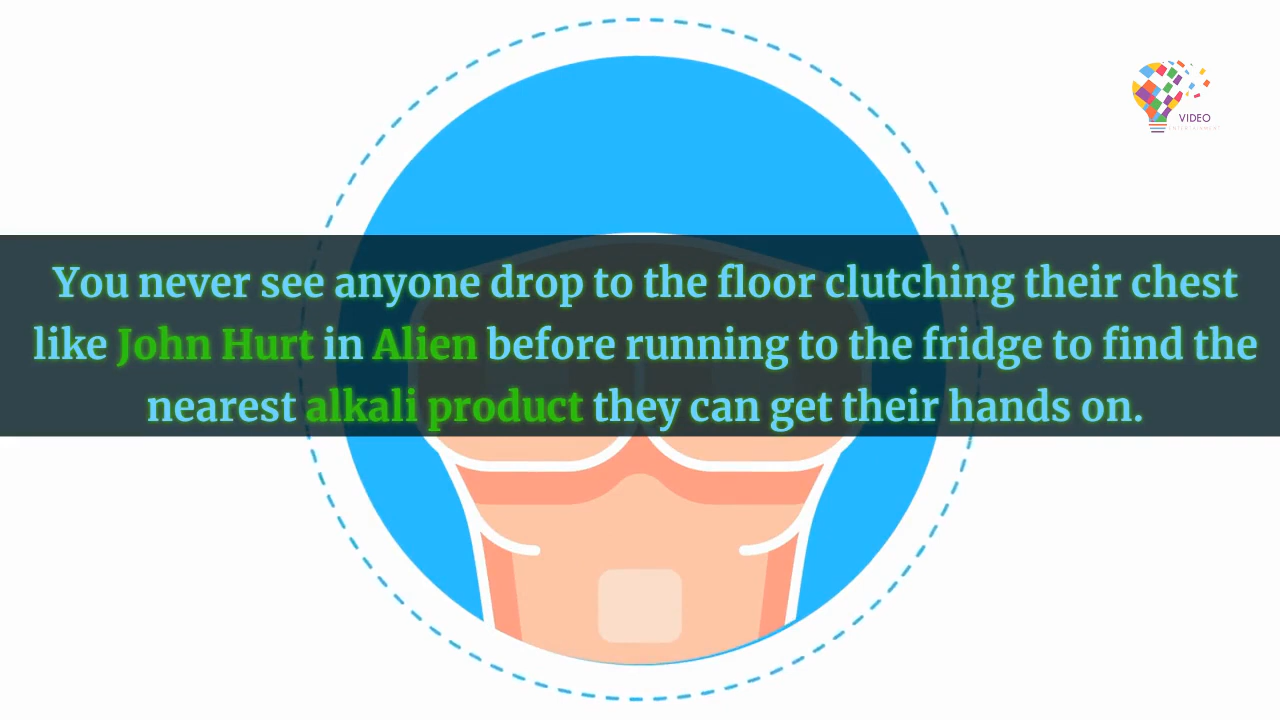 VIDEO
ENTERTAINMENT
You never see anyone drop to the floor clutching their chest
like John Hurt in Alien before running to the fridge to find the
nearest alkali product they can get their hands on.